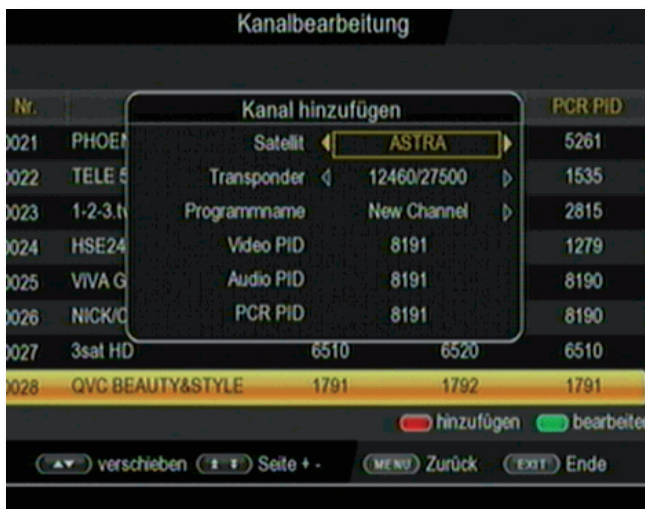 Kanalbearbeitung
Nr. PCR PID
Kanal hinzufügen
0021 PHOEN 5261
Satellit ASTRA
0022 TELE 5 1535
Transponder 12460/27500
0023 1-2-3.tv 2815
Programmname New Channel
0024 HSE24 1279
Video PID 8191
0025 VIVA G 8190
Audio PID 8191
0026 NICK/C 8190
PCR PID 8191
0027 3sat HD 6510 6520 6510
0028 QVC BEAUTY&STYLE 1791 1792 1791
hinzufügen bearbeite
verschieben Seite + - MENU Zurück EXIT Ende